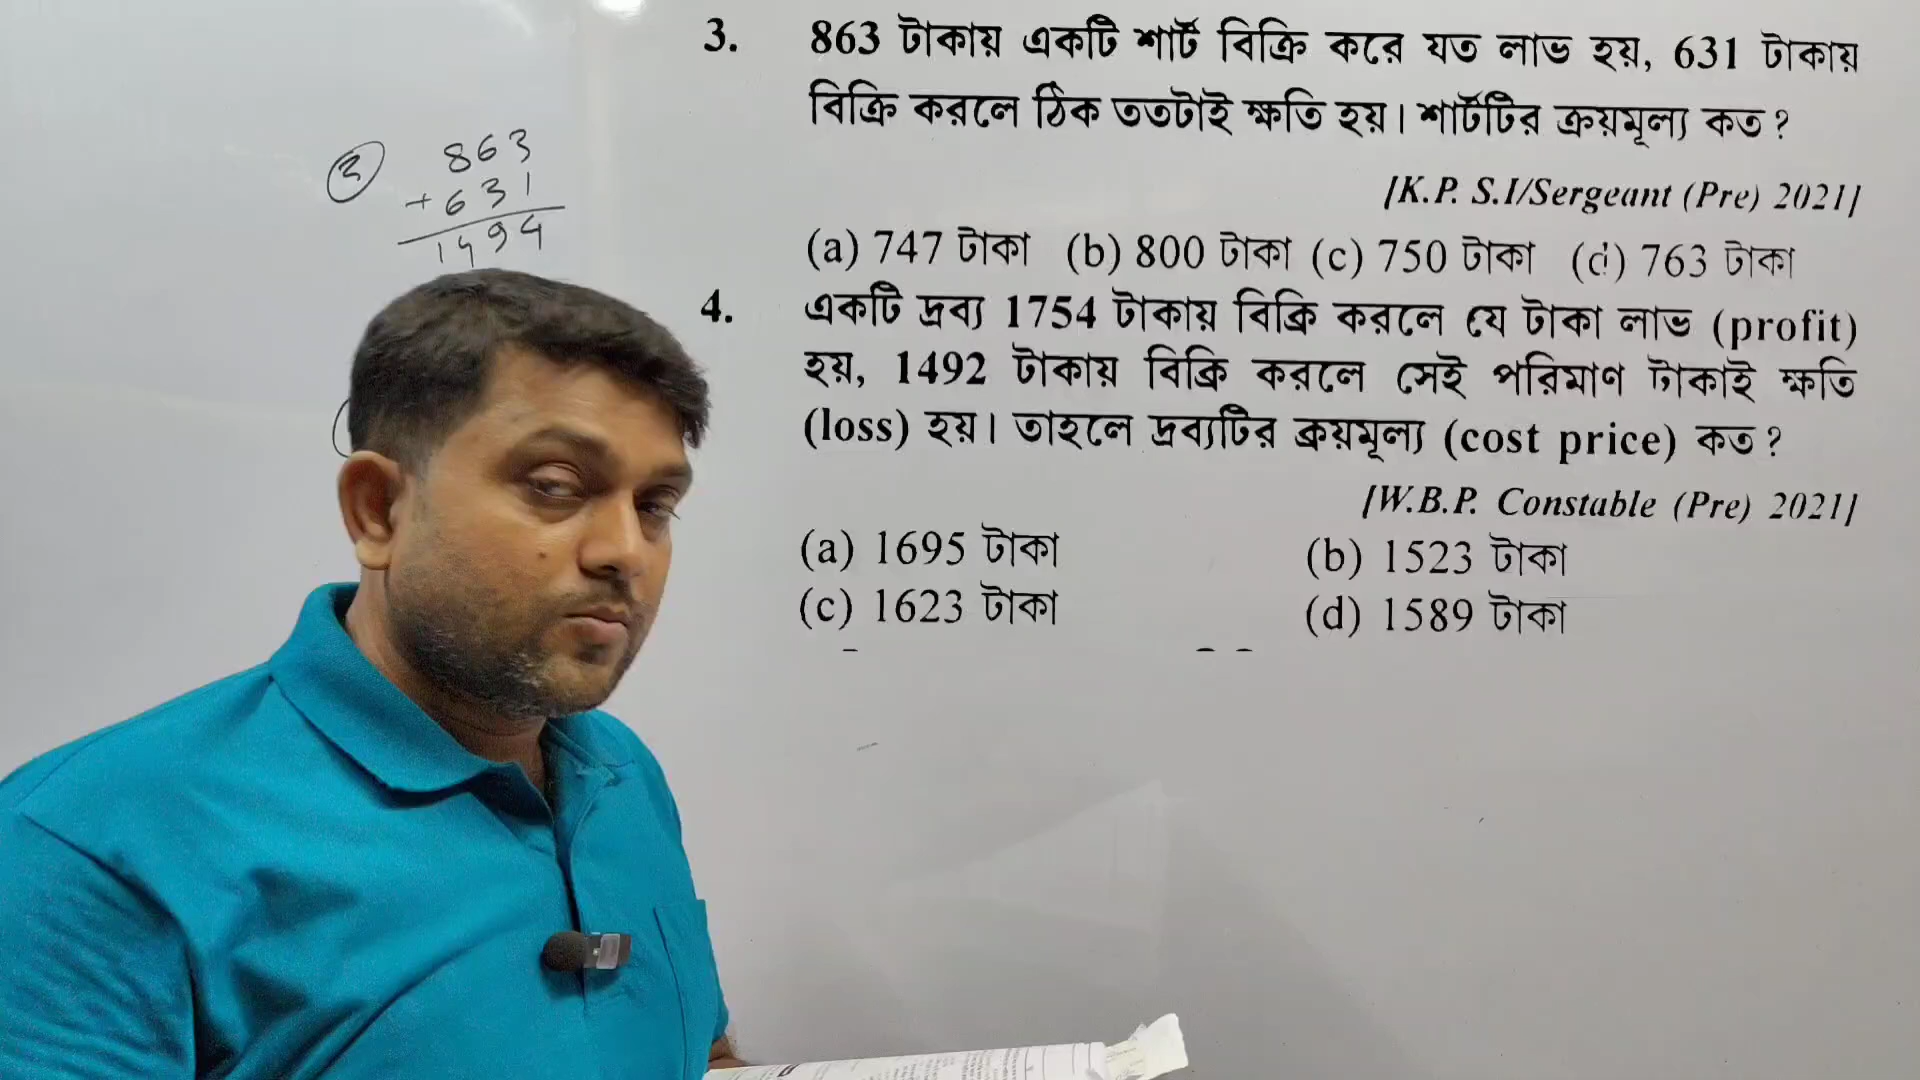 3. 863 টাকায় একটি শার্ট বিক্রি করে যত লাভ হয়, 631 টাকায়
বিক্রি করলে ঠিক ততটাই ক্ষতি হয়। শার্টটির ক্রয়মূল্য কত?
[K.P. S.I/Sergeant (Pre) 2021]
(a) 747 টাকা (b) 800 টাকা (c) 750 টাকা (d) 763 টাকা
4. একটি দ্রব্য 1754 টাকায় বিক্রি করলে যে টাকা লাভ (profit)
হয়, 1492 টাকায় বিক্রি করলে সেই পরিমাণ টাকাই ক্ষতি
(loss) হয়। তাহলে দ্রব্যটির ক্রয়মূল্য (cost price) কত?
[W.B.P. Constable (Pre) 2021]
(a) 1695 টাকা (b) 1523 টাকা
(c) 1623 টাকা (d) 1589 টাকা
863
+ 631
1494